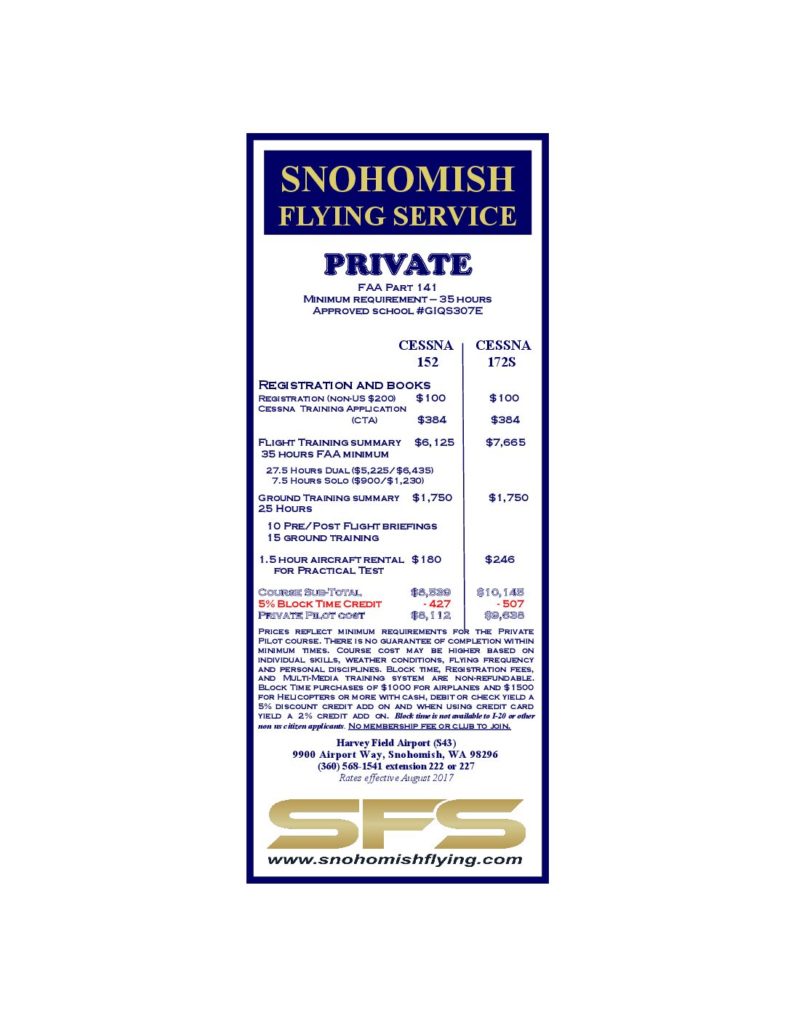 SNOHOMISH
FLYING SERVICE
PRIVATE
FAA Part 141
Minimum requirement – 35 hours
Approved school #GIQS307E
CESSNA CESSNA
152 172S
Registration and books
Registration (non-US $200) $100 $100
Cessna Training Application
(CTA) $384 $384
Flight Training summary $6,125 $7,665
35 hours FAA minimum
27.5 Hours Dual ($5,225/$6,435)
7.5 Hours Solo ($900/$1,230)
Ground Training summary $1,750 $1,750
25 Hours
10 Pre/Post Flight briefings
15 ground training
1.5 hour aircraft rental $180 $246
for Practical Test
Course Sub-Total $8,539 $10,145
5% Block Time Credit - 427 - 507
Private Pilot cost $8,112 $9,638
Prices reflect minimum requirements for the Private
Pilot course. There is no guarantee of completion within
minimum times. Course cost may be higher based on
individual skills, weather conditions, flying frequency
and personal disciplines. Block time, Registration fees,
and Multi-Media training system are non-refundable.
Block Time purchases of $1000 for airplanes and $1500
for Helicopters or more with cash, debit or check yield a
5% discount credit add on and when using credit card
yield a 2% credit add on. Block time is not available to I-20 or other
non us citizen applicants. No membership fee or club to join.
Harvey Field Airport (S43)
9900 Airport Way, Snohomish, WA 98296
(360) 568-1541 extension 222 or 227
Rates effective August 2017
SFS
www.snohomishflying.com